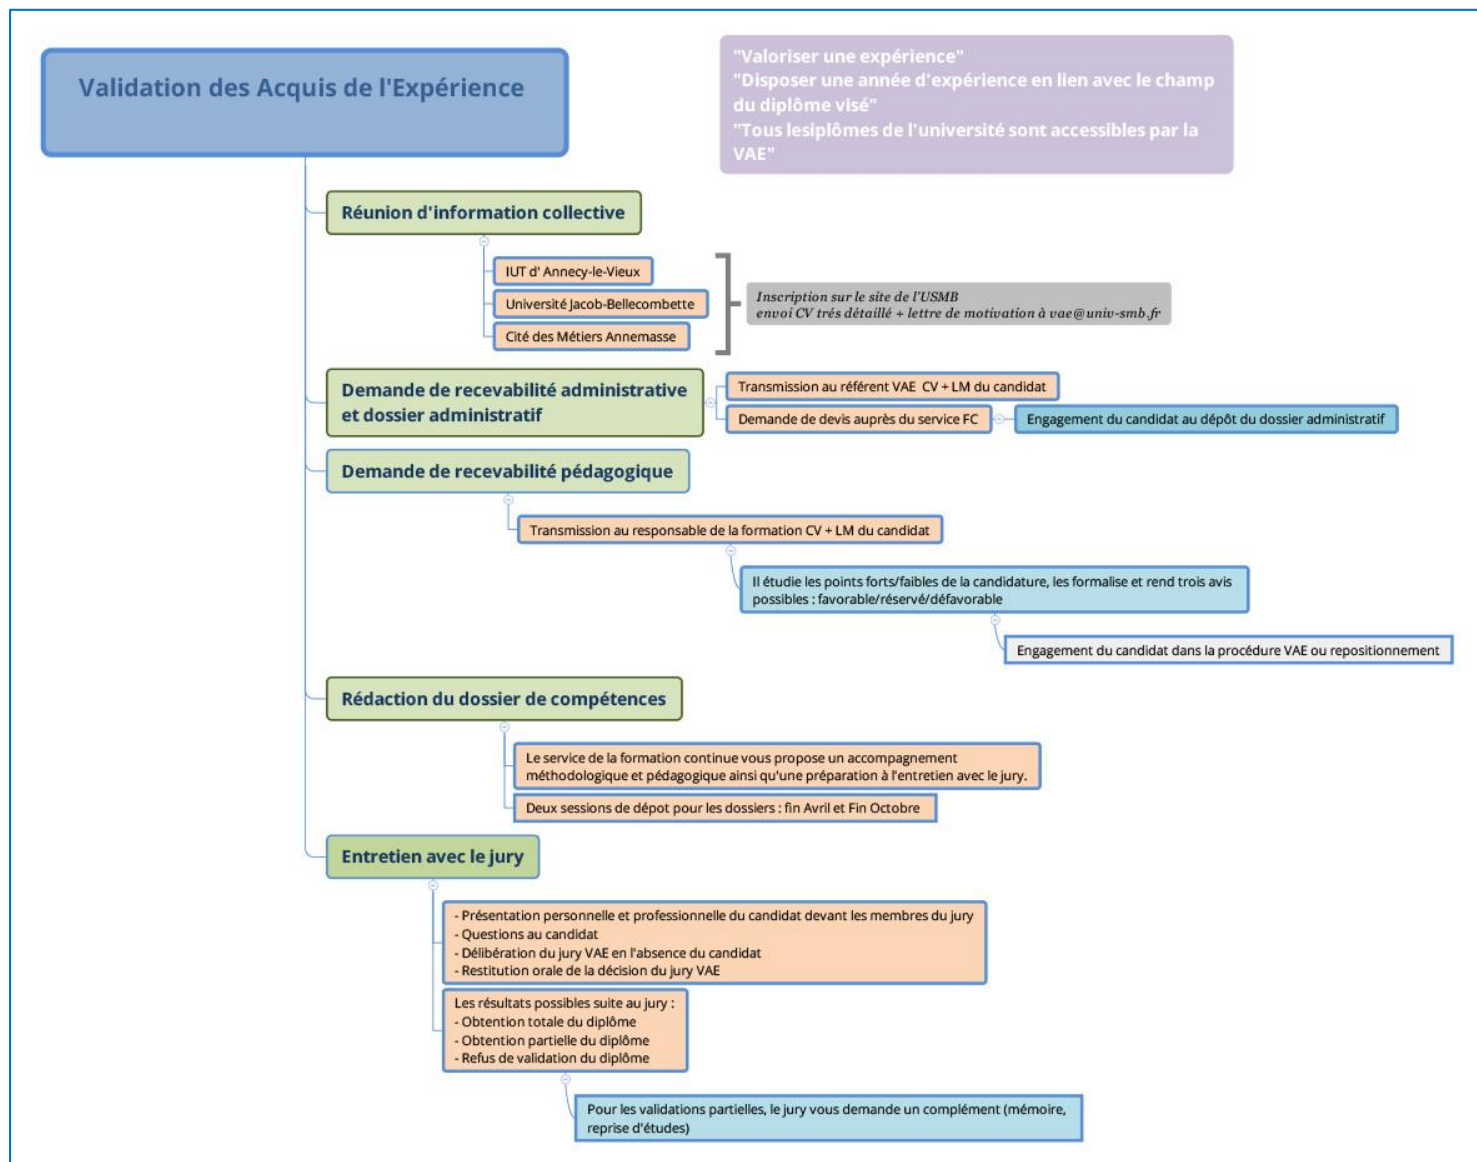 Validation des Acquis de l'Expérience
"Valoriser une expérience"
"Disposer une année d'expérience en lien avec le champ
du diplôme visé"
"Tous lesiplômes de l'université sont accessibles par la
VAE"
Réunion d'information collective
IUT d' Annecy-le-Vieux
Université Jacob-Bellecombette
Cité des Métiers Annemasse
Inscription sur le site de l'USMB
envoi CV trés détaillé + lettre de motivation à vae@univ-smb.fr
Demande de recevabilité administrative
et dossier administratif
Transmission au référent VAE  CV + LM du candidat
Demande de devis auprès du service FC
Engagement du candidat au dépôt du dossier administratif
Demande de recevabilité pédagogique
Transmission au responsable de la formation CV + LM du candidat
Il étudie les points forts/faibles de la candidature, les formalise et rend trois avis
possibles : favorable/réservé/défavorable
Engagement du candidat dans la procédure VAE ou repositionnement
Rédaction du dossier de compétences
Le service de la formation continue vous propose un accompagnement
méthodologique et pédagogique ainsi qu'une préparation à l'entretien avec le jury.
Deux sessions de dépot pour les dossiers : fin Avril et Fin Octobre
Entretien avec le jury
- Présentation personnelle et professionnelle du candidat devant les membres du jury
- Questions au candidat
- Délibération du jury VAE en l'absence du candidat
- Restitution orale de la décision du jury VAE
Les résultats possibles suite au jury :
- Obtention totale du diplôme
- Obtention partielle du diplôme
- Refus de validation du diplôme
Pour les validations partielles, le jury vous demande un complément (mémoire,
reprise d'études)